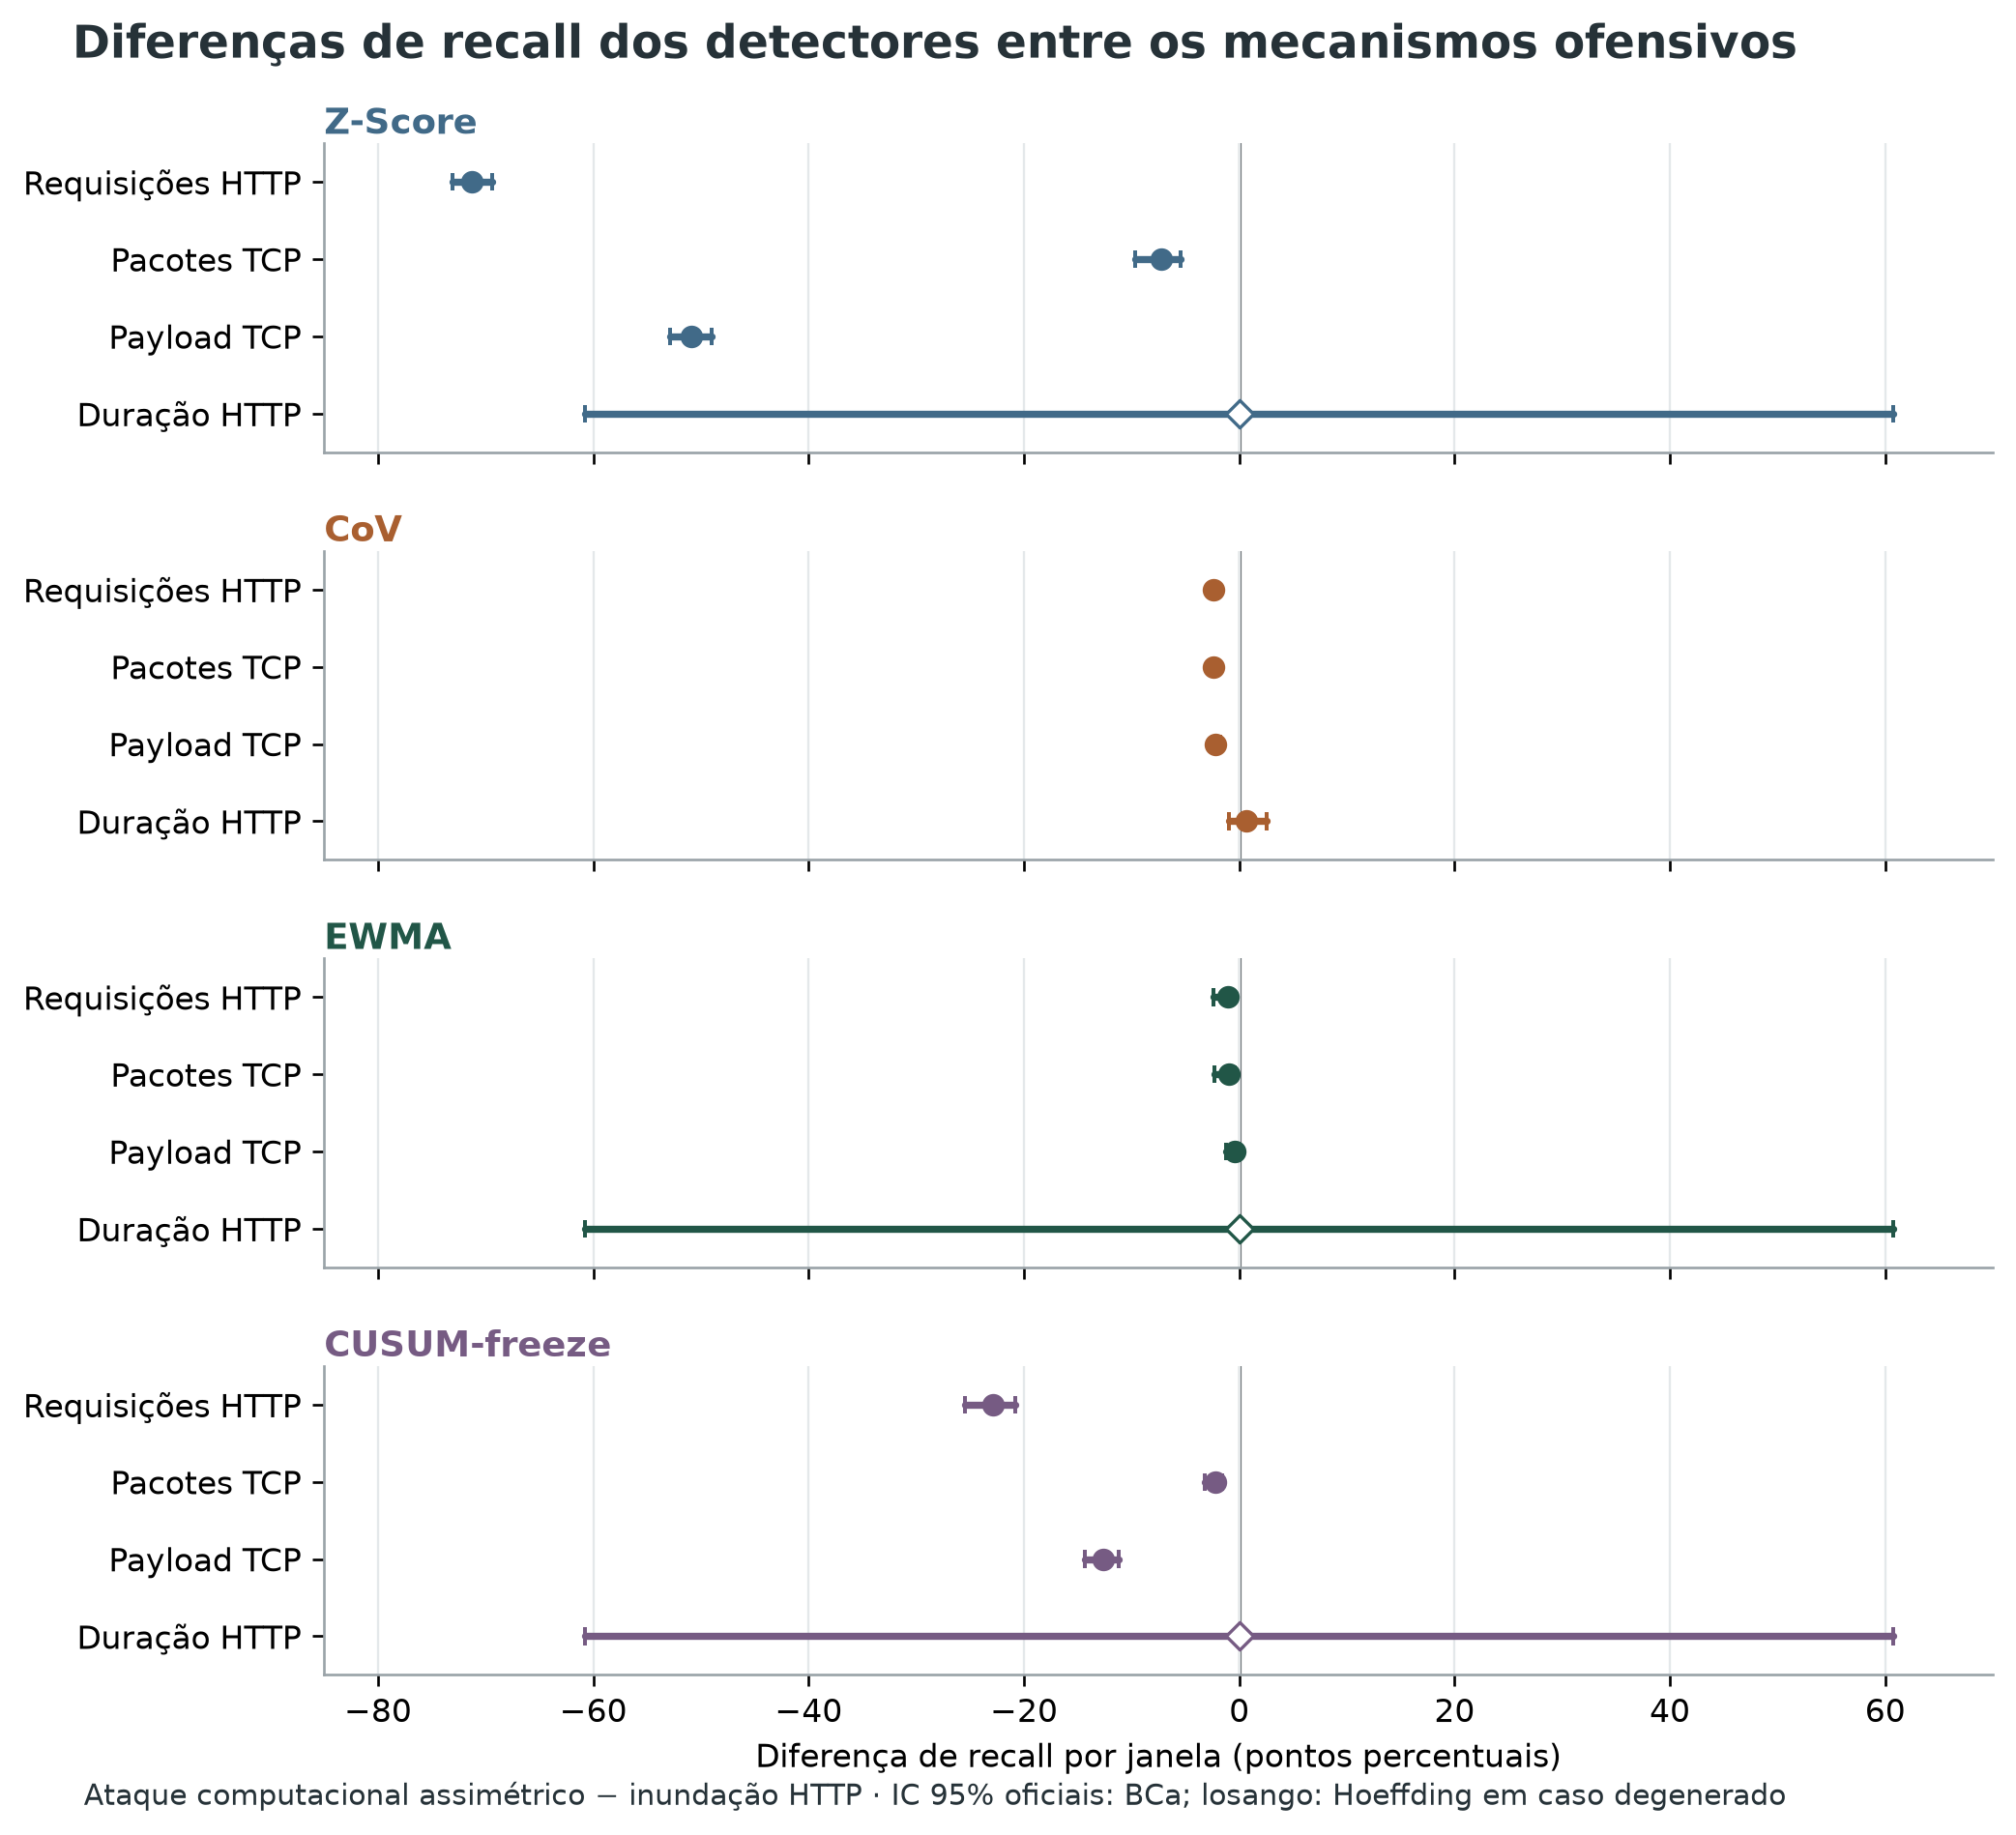 Diferenças de recall dos detectores entre os mecanismos ofensivos
Z-Score
Requisições HTTP
Pacotes TCP
Payload TCP
Duração HTTP
CoV
Requisições HTTP
Pacotes TCP
Payload TCP
Duração HTTP
EWMA
Requisições HTTP
Pacotes TCP
Payload TCP
Duração HTTP
CUSUM-freeze
Requisições HTTP
Pacotes TCP
Payload TCP
Duração HTTP
−80 −60 −40 −20 0 20 40 60
Diferença de recall por janela (pontos percentuais)
Ataque computacional assimétrico − inundação HTTP · IC 95% oficiais: BCa; losango: Hoeffding em caso degenerado